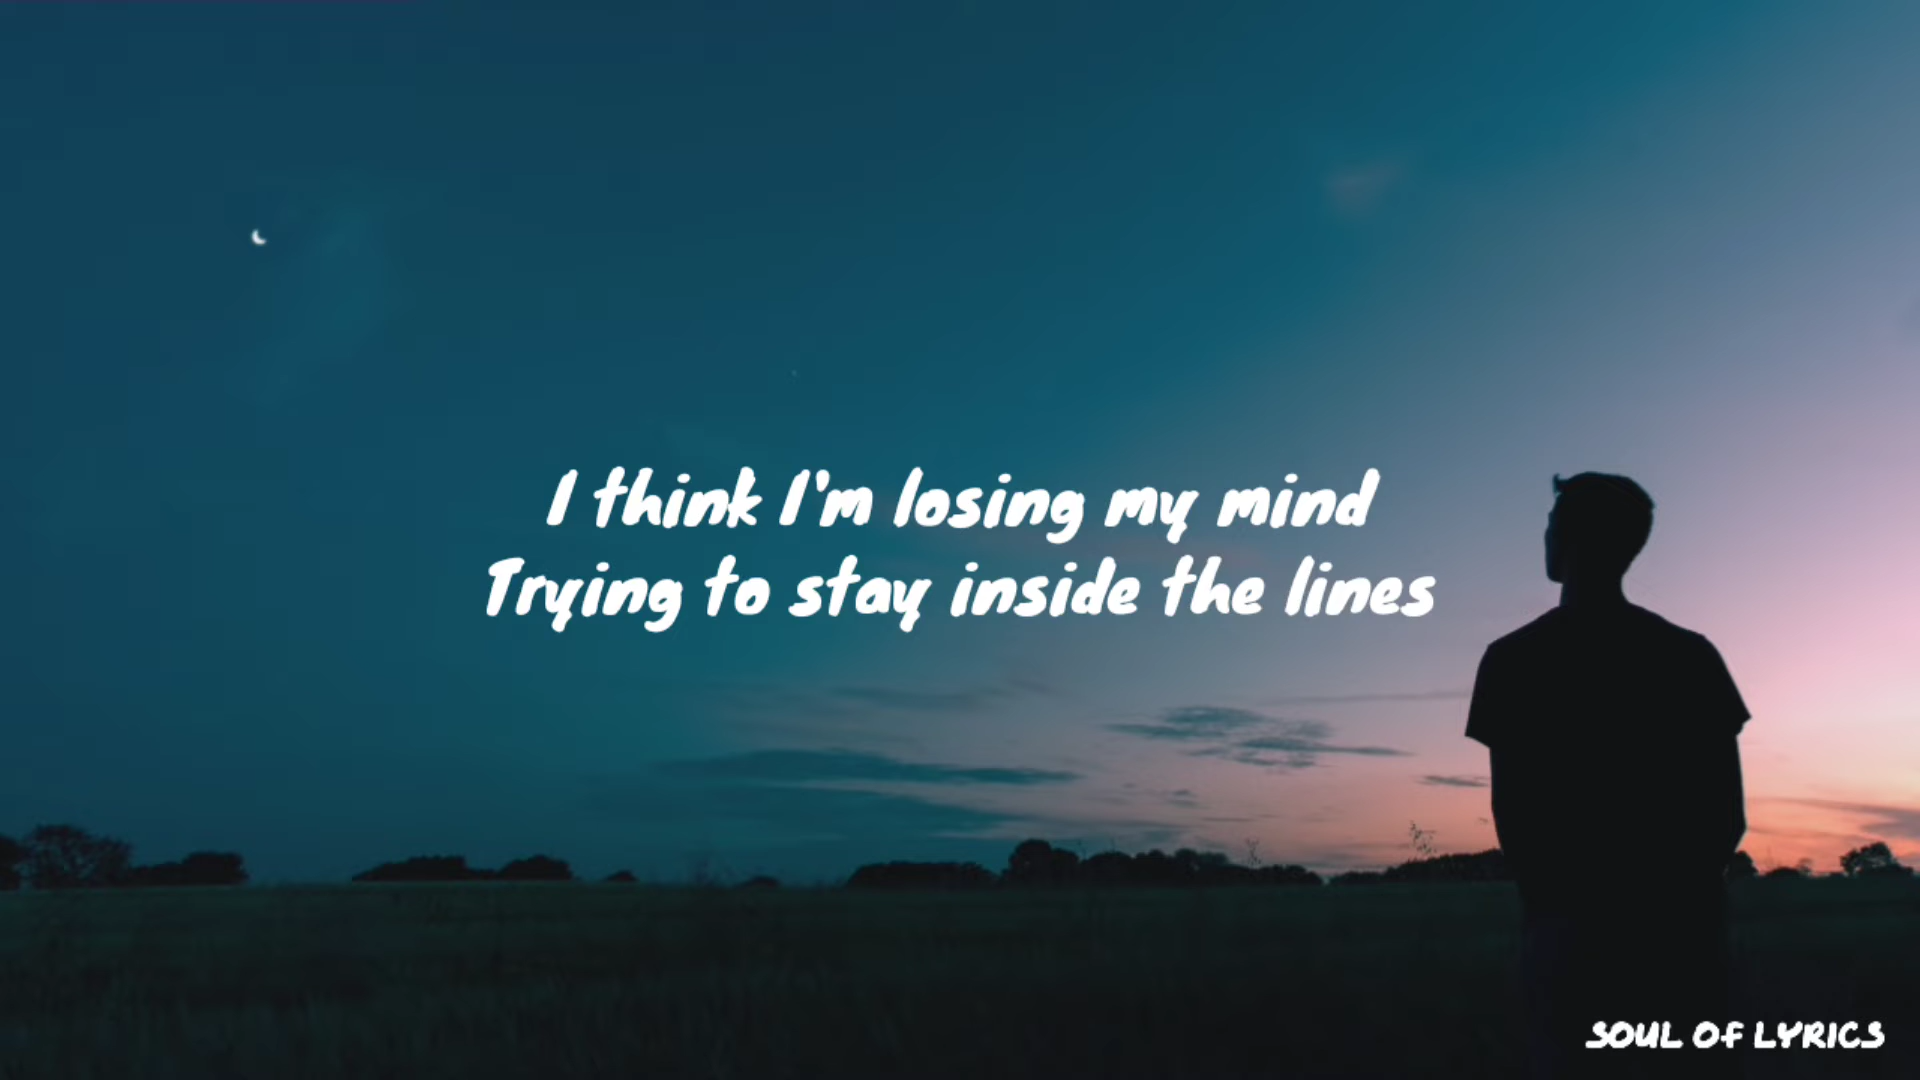 I think I'm losing my mind
Trying to stay inside the lines
SOUL OF LYRICS